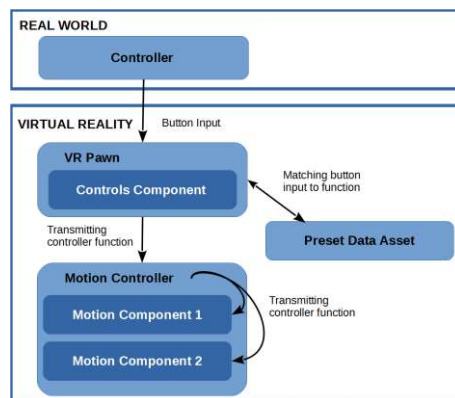 REAL WORLD
Controller
Button Input
VIRTUAL REALITY
VR Pawn
Controls Component
Matching button
input to function
Transmitting
controller function
Preset Data Asset
Motion Controller
Motion Component 1
Motion Component 2
Transmitting
controller function